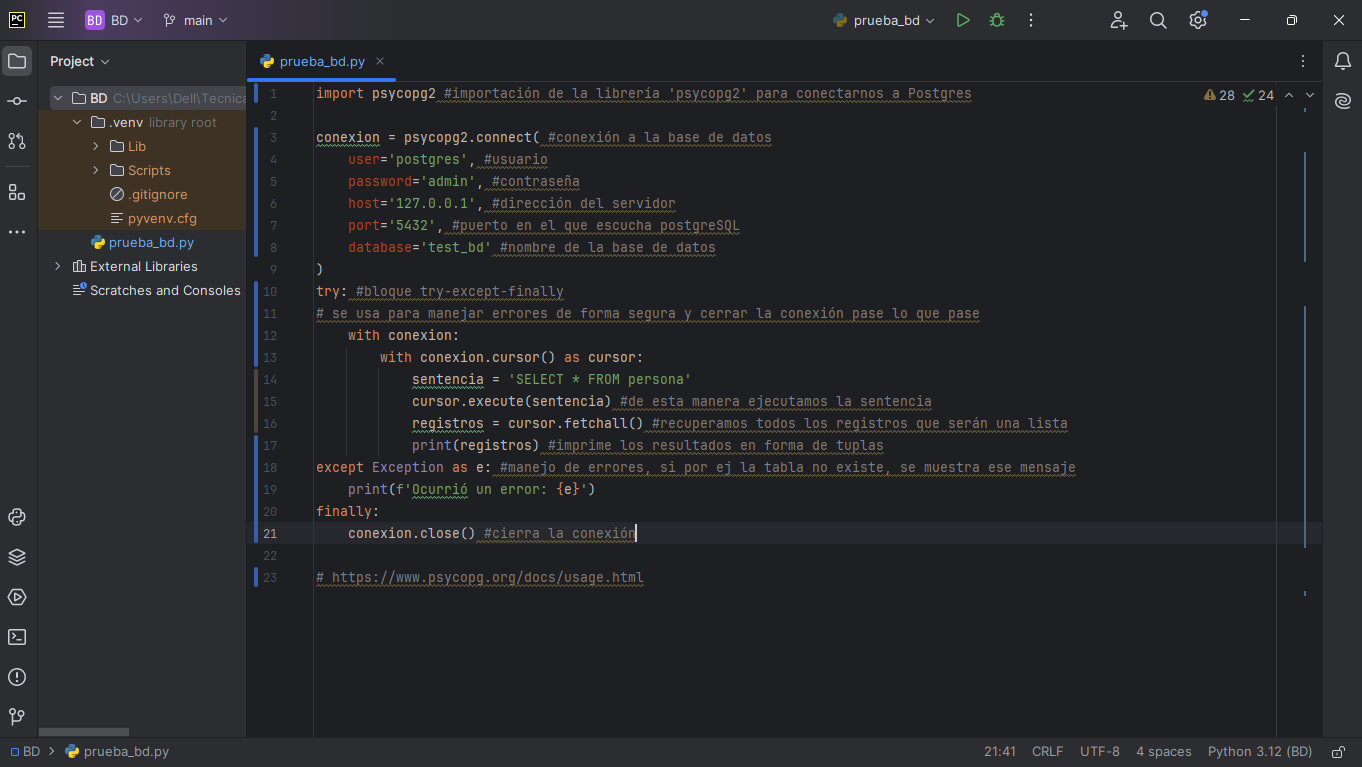 PC BD BD main prueba_bd
Project
prueba_bd.py
BD C:\Users\Dell\Tecnica
.venv library root
Lib
Scripts
.gitignore
pyvenv.cfg
prueba_bd.py
External Libraries
Scratches and Consoles
28 24
1 import psycopg2 #importación de la libreria 'psycopg2' para conectarnos a Postgres
2
3 conexion = psycopg2.connect( #conexión a la base de datos
4 user='postgres', #usuario
5 password='admin', #contraseña
6 host='127.0.0.1', #dirección del servidor
7 port='5432', #puerto en el que escucha postgreSQL
8 database='test_bd' #nombre de la base de datos
9 )
10 try: #bloque try-except-finally
11 # se usa para manejar errores de forma segura y cerrar la conexión pase lo que pase
12 with conexion:
13 with conexion.cursor() as cursor:
14 sentencia = 'SELECT * FROM persona'
15 cursor.execute(sentencia) #de esta manera ejecutamos la sentencia
16 registros = cursor.fetchall() #recuperamos todos los registros que serán una lista
17 print(registros) #imprime los resultados en forma de tuplas
18 except Exception as e: #manejo de errores, si por ej la tabla no existe, se muestra ese mensaje
19 print(f'Ocurrió un error: {e}')
20 finally:
21 conexion.close() #cierra la conexión
22
23 # https://www.psycopg.org/docs/usage.html
BD prueba_bd.py 21:41 CRLF UTF-8 4 spaces Python 3.12 (BD)